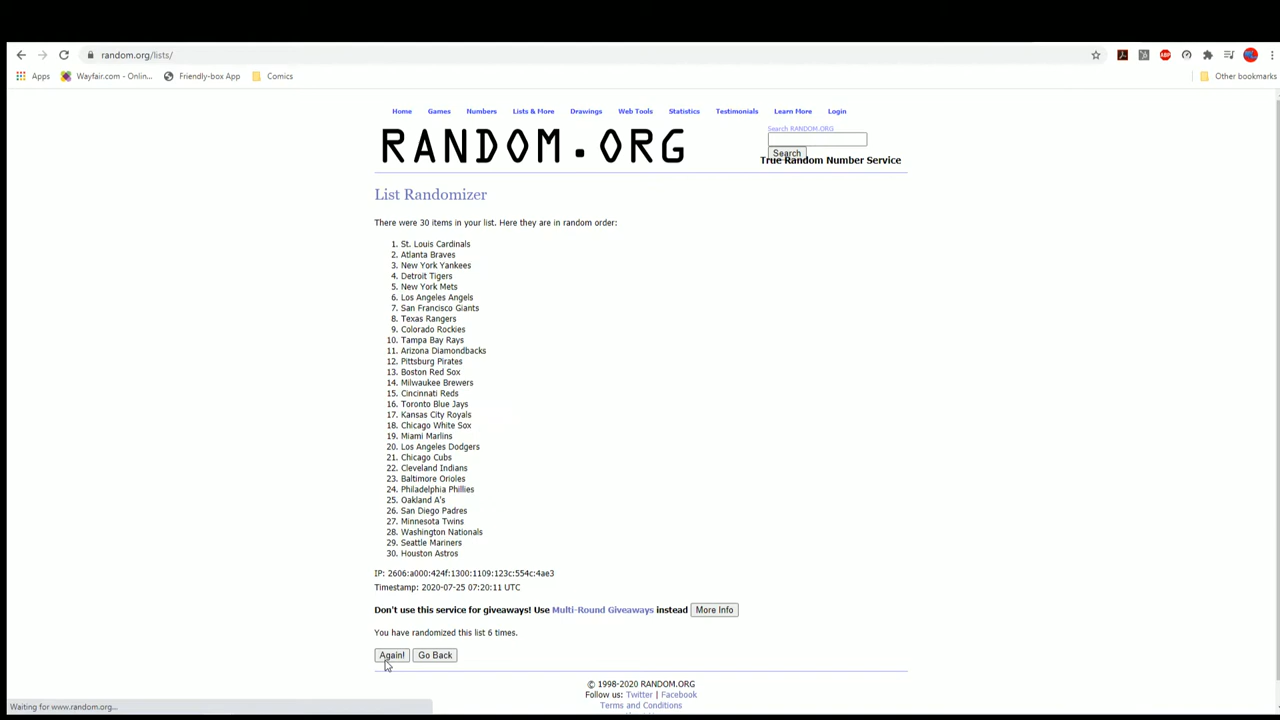 random.org/lists/
Apps Wayfair.com - Onlin... Friendly-box App Comics Other bookmarks
Home Games Numbers Lists & More Drawings Web Tools Statistics Testimonials Learn More Login
RANDOM.ORG
Search RANDOM.ORG
Search
True Random Number Service
List Randomizer
There were 30 items in your list. Here they are in random order:
1. St. Louis Cardinals
2. Atlanta Braves
3. New York Yankees
4. Detroit Tigers
5. New York Mets
6. Los Angeles Angels
7. San Francisco Giants
8. Texas Rangers
9. Colorado Rockies
10. Tampa Bay Rays
11. Arizona Diamondbacks
12. Pittsburg Pirates
13. Boston Red Sox
14. Milwaukee Brewers
15. Cincinnati Reds
16. Toronto Blue Jays
17. Kansas City Royals
18. Chicago White Sox
19. Miami Marlins
20. Los Angeles Dodgers
21. Chicago Cubs
22. Cleveland Indians
23. Baltimore Orioles
24. Philadelphia Phillies
25. Oakland A's
26. San Diego Padres
27. Minnesota Twins
28. Washington Nationals
29. Seattle Mariners
30. Houston Astros
IP: 2606:a000:424f:1300:1109:123c:554c:4ae3
Timestamp: 2020-07-25 07:20:11 UTC
Don't use this service for giveaways! Use Multi-Round Giveaways instead More Info
You have randomized this list 6 times.
Again! Go Back
© 1998-2020 RANDOM.ORG
Follow us: Twitter | Facebook
Terms and Conditions
Waiting for www.random.org...